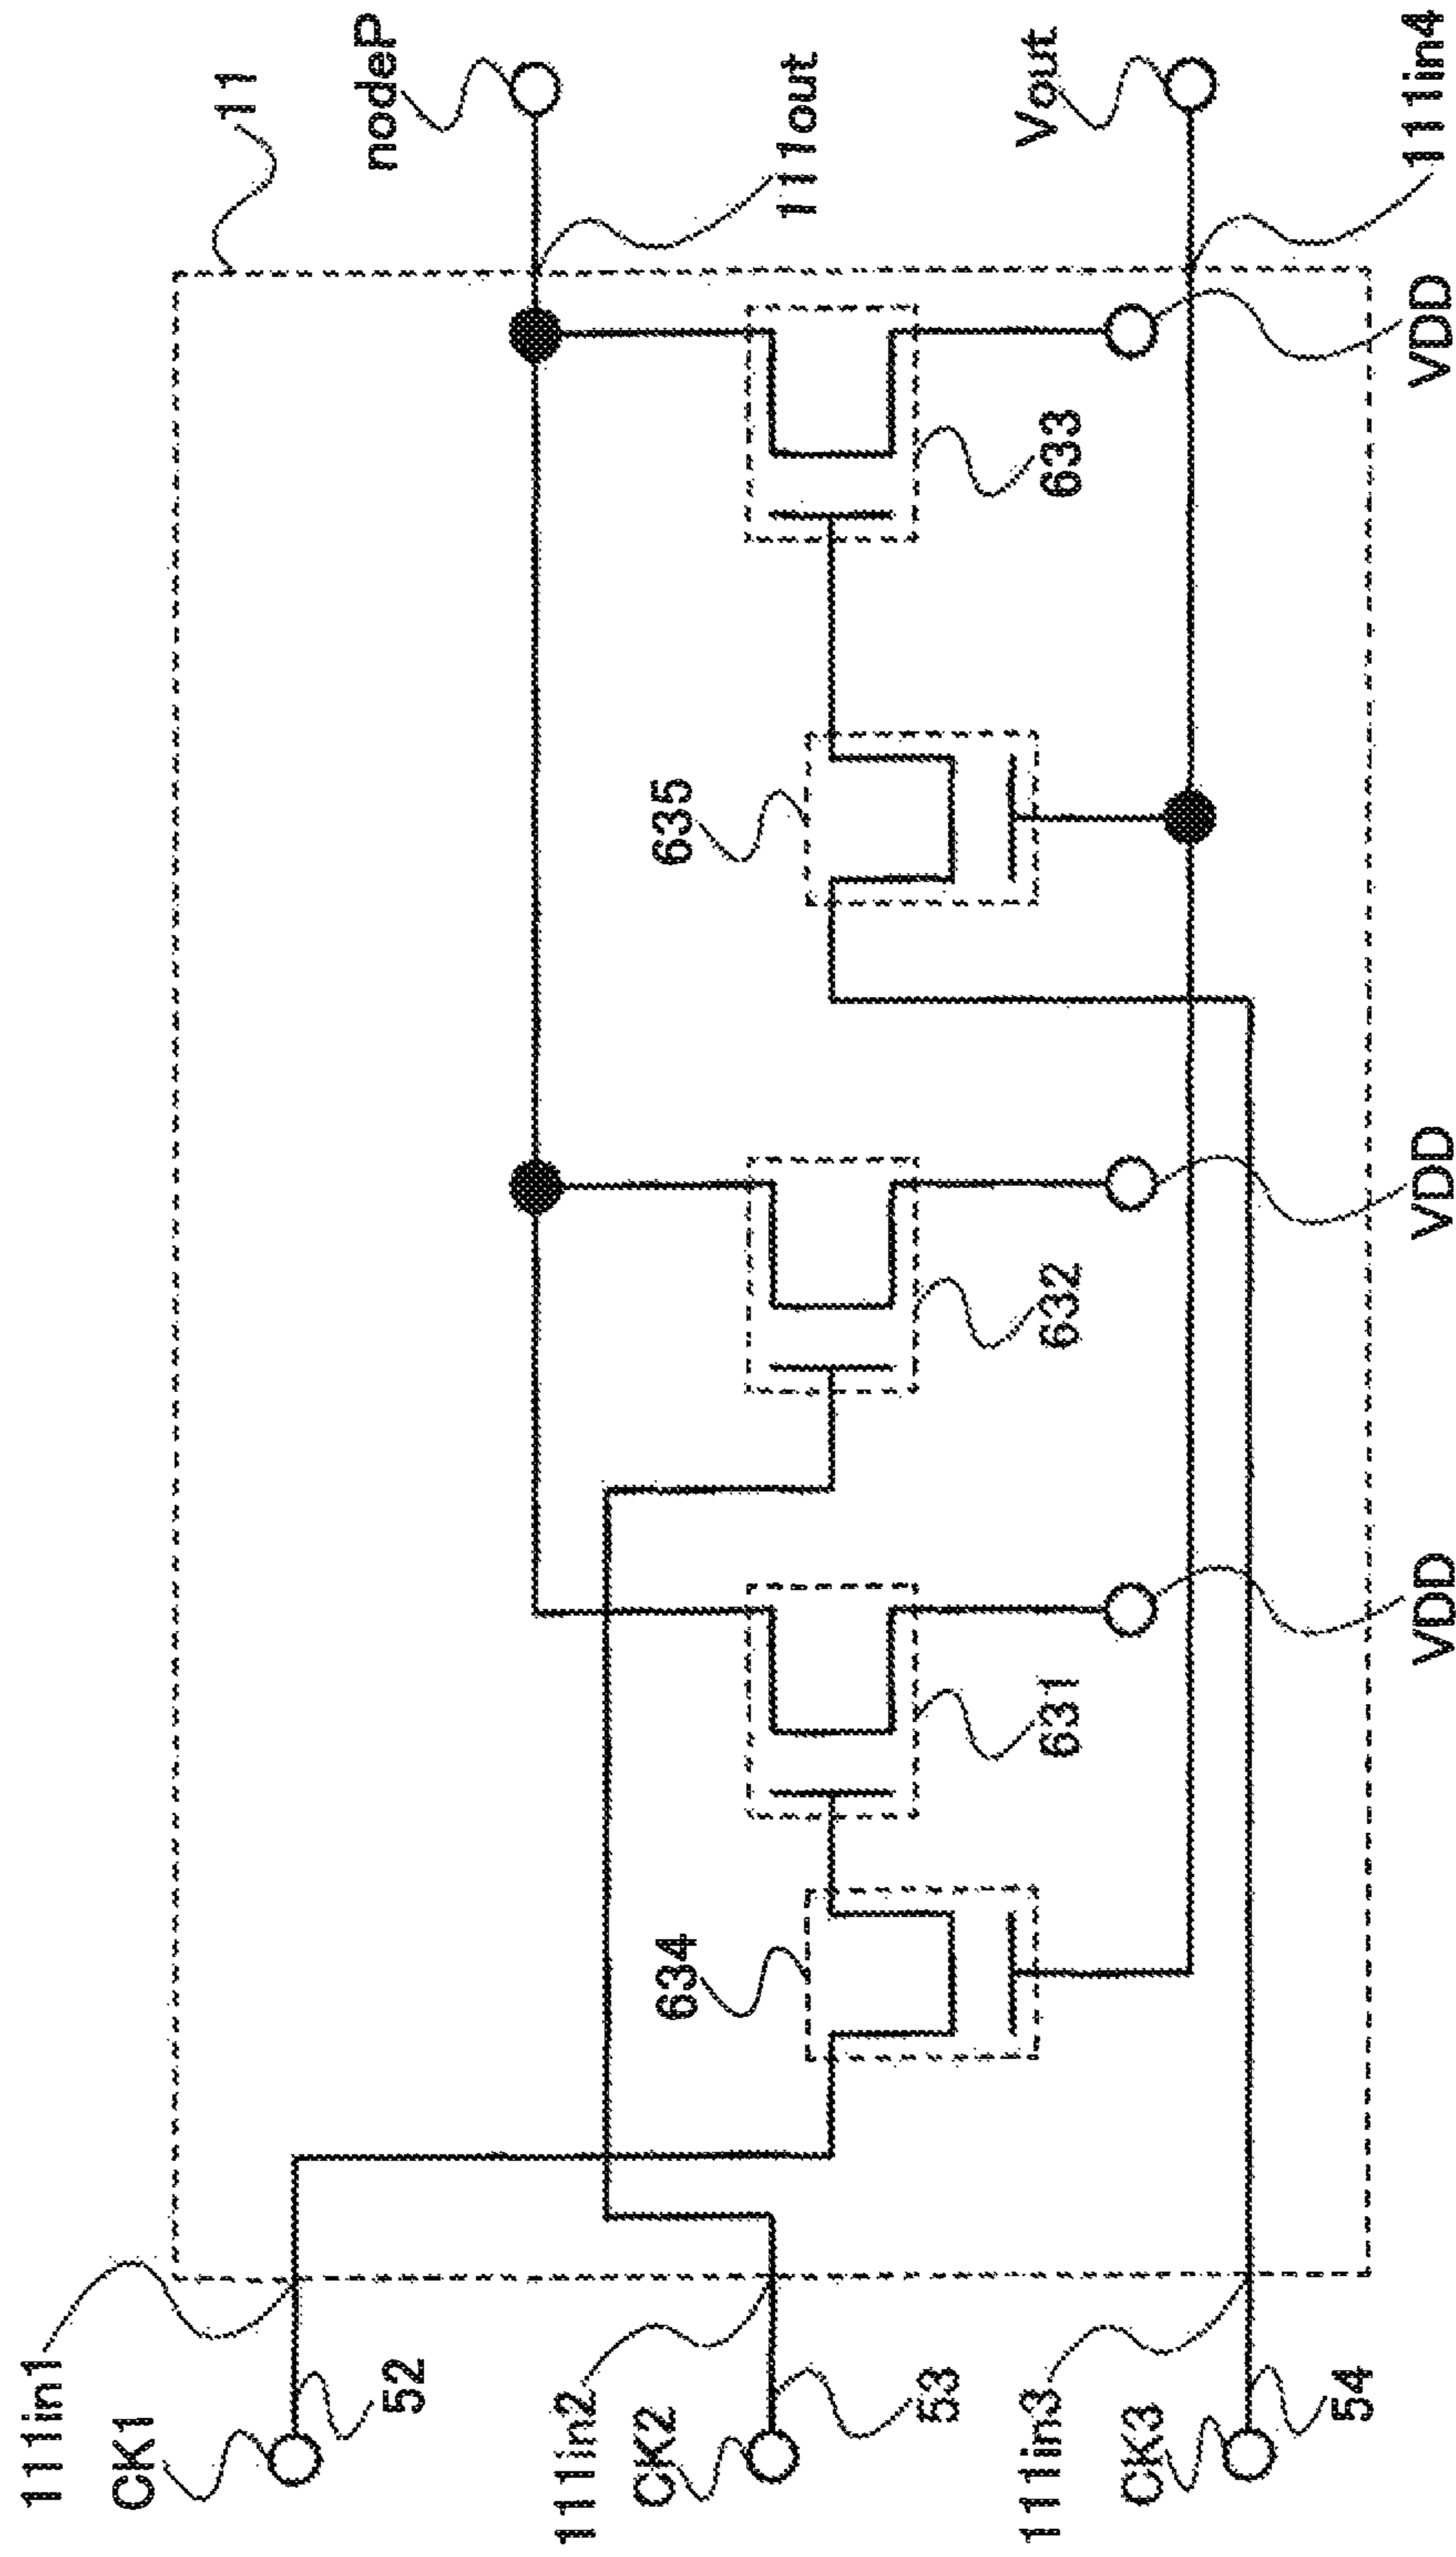 11
nodeP
111out
Vout
111in4
VDD
633
635
VDD
632
VDD
631
634
111in1
CK1
52
111in2
CK2
53
111in3
CK3
54